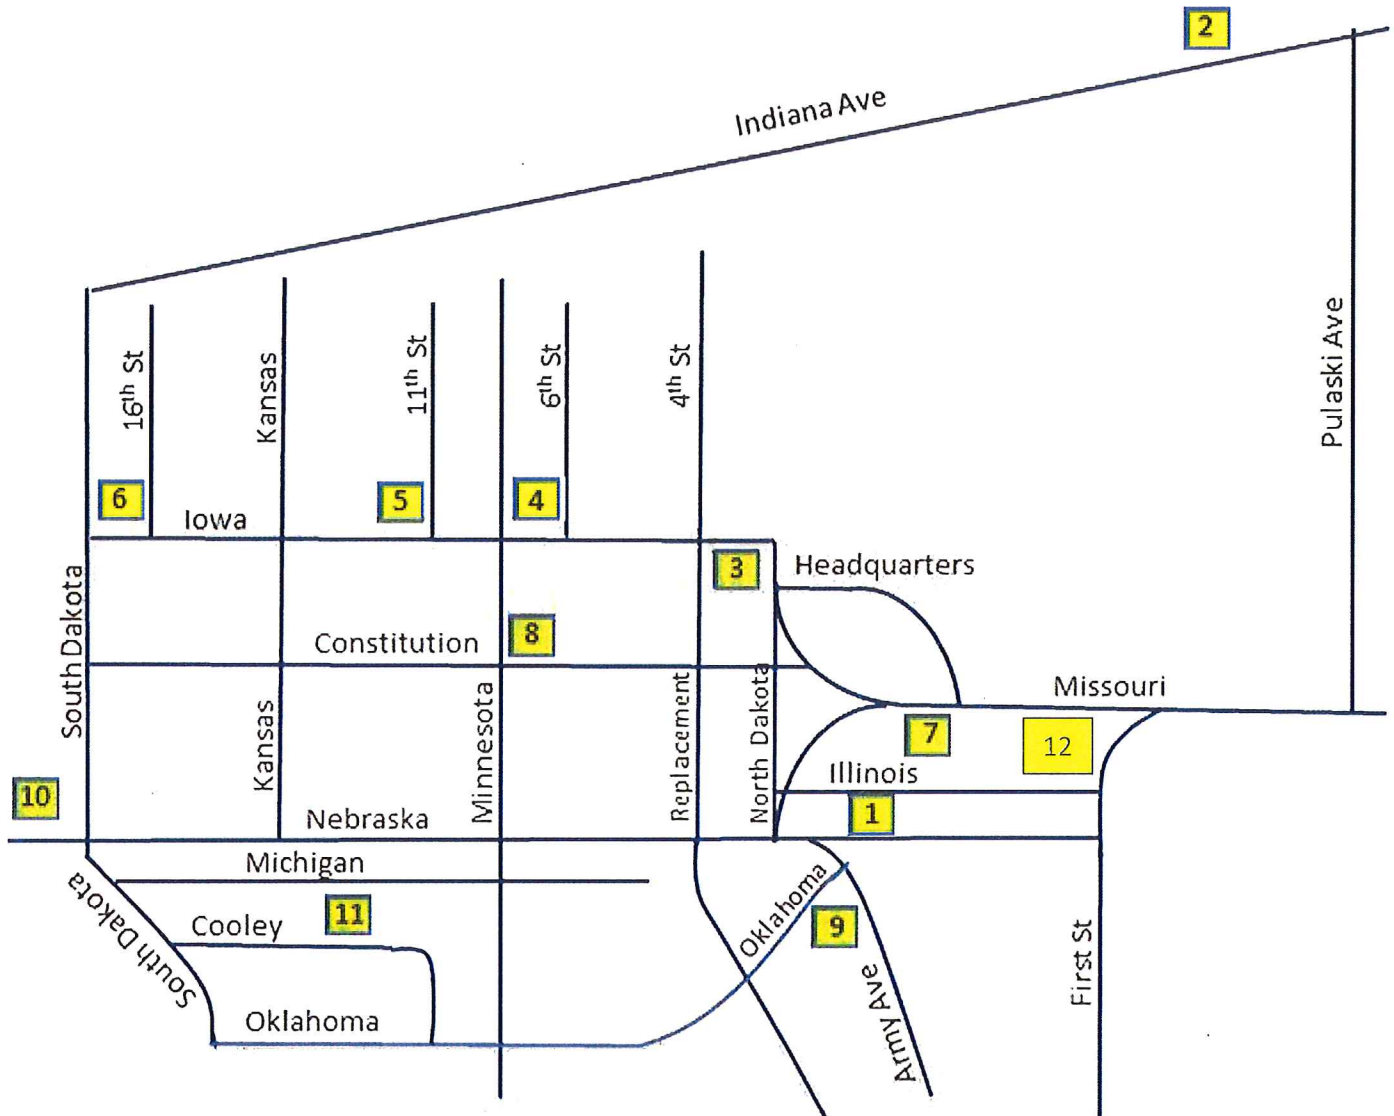 2
Indiana Ave
16th St
Kansas
11th St
6th St
4th St
Pulaski Ave
6
5
4
Iowa
3
Headquarters
South Dakota
Constitution
8
Missouri
Kansas
Minnesota
Replacement
North Dakota
7
12
Illinois
10
1
Nebraska
Michigan
South Dakota
11
Cooley
Oklahoma
9
Army Ave
First St
Oklahoma